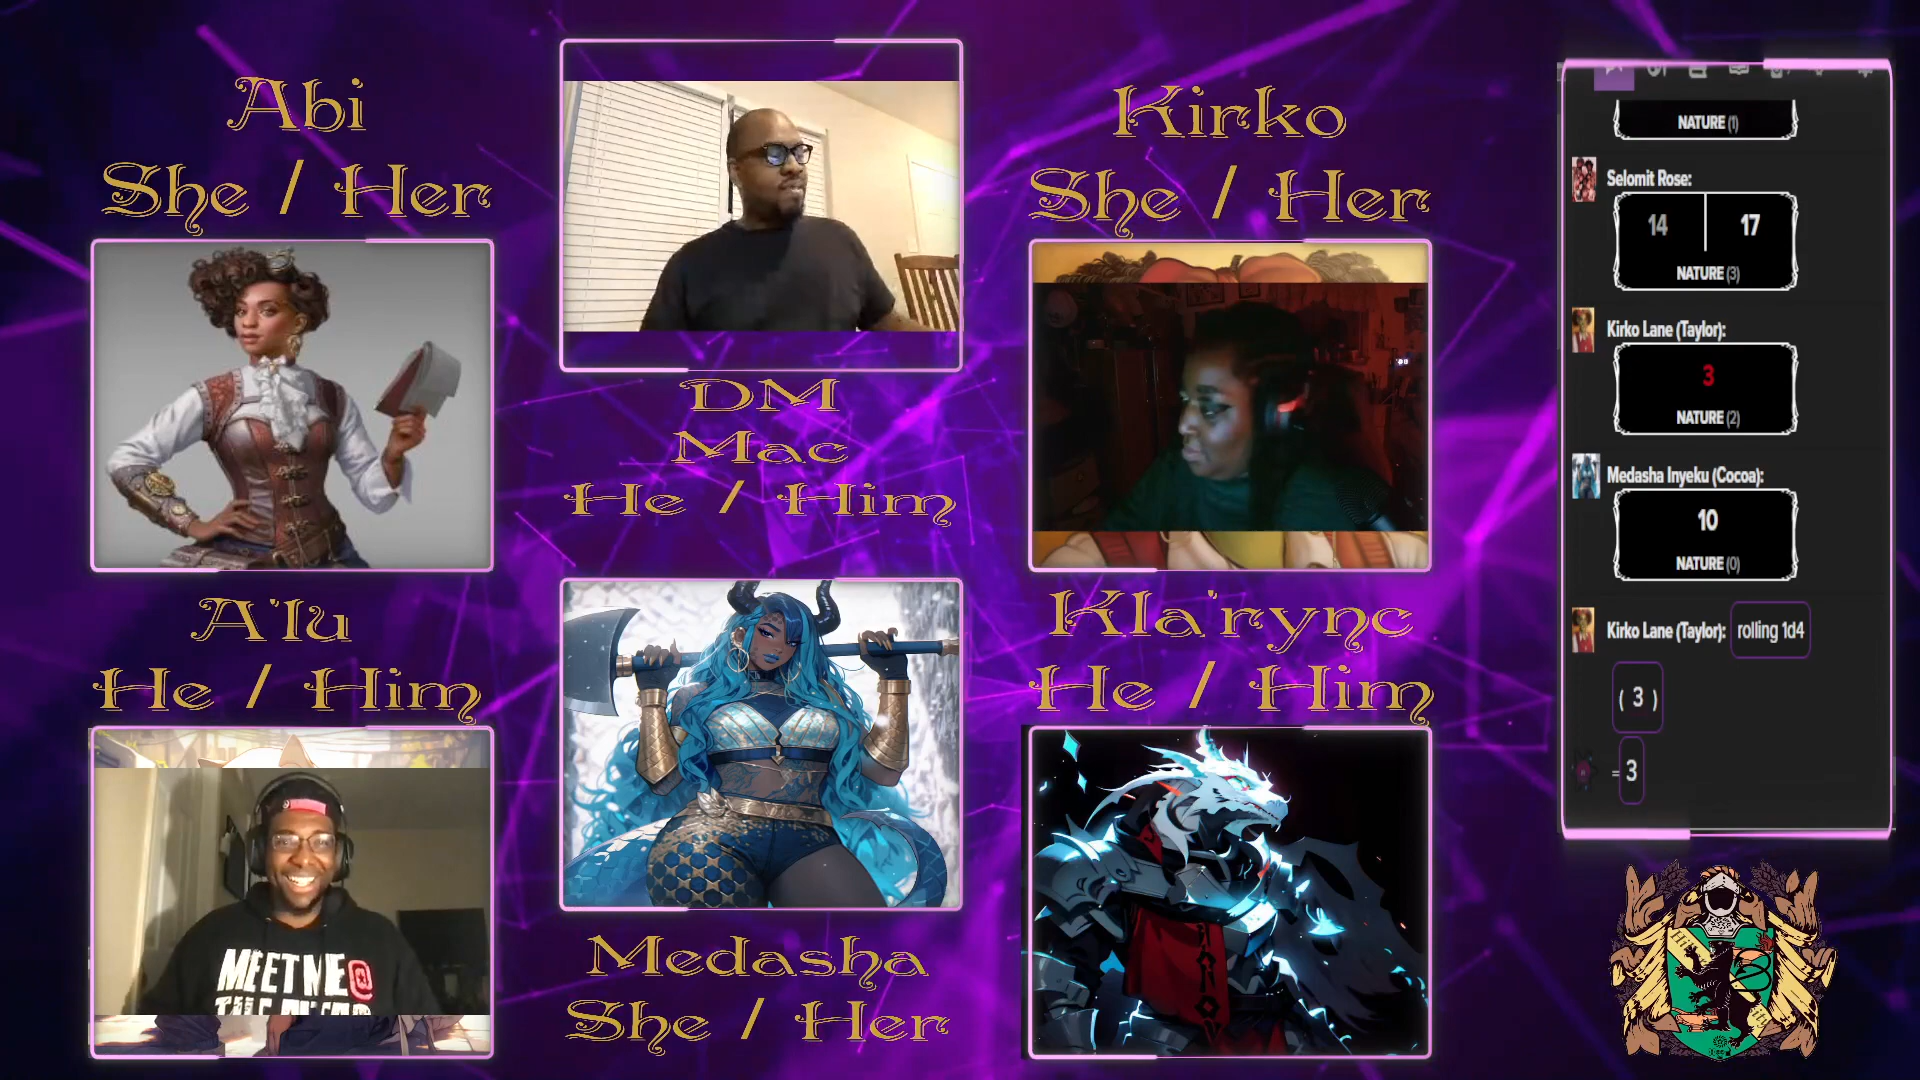 Abi
She / Her
DM
Mac
He / Him
Kirko
She / Her
A'lu
He / Him
MEET ME@
Medasha
She / Her
Kla'rync
He / Him
NATURE (1)
Selomit Rose:
14 17
NATURE (3)
Kirko Lane (Taylor):
3
NATURE (2)
Medasha Inyeku (Cocoa):
10
NATURE (0)
Kirko Lane (Taylor): rolling 1d4
( 3 )
= 3